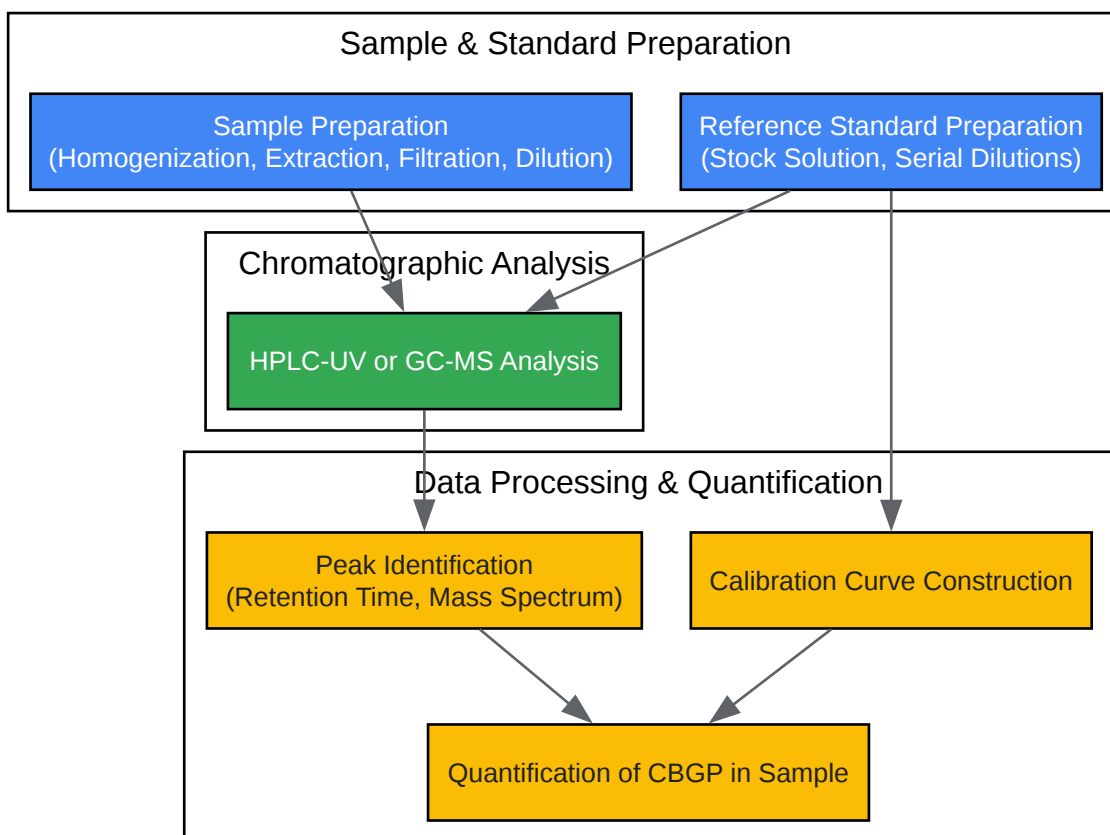 Sample & Standard Preparation
Sample Preparation
(Homogenization, Extraction, Filtration, Dilution)
Reference Standard Preparation
(Stock Solution, Serial Dilutions)
Chromatographic Analysis
HPLC-UV or GC-MS Analysis
Data Processing & Quantification
Peak Identification
(Retention Time, Mass Spectrum)
Calibration Curve Construction
Quantification of CBGP in Sample